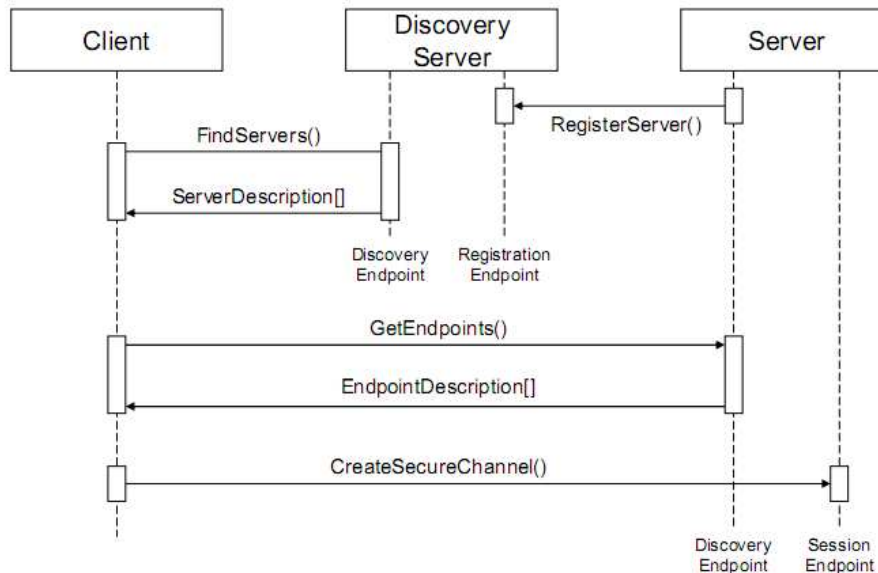 Client
Discovery
Server
Server
RegisterServer()
FindServers()
ServerDescription[]
Discovery
Endpoint
Registration
Endpoint
GetEndpoints()
EndpointDescription[]
CreateSecureChannel()
Discovery
Endpoint
Session
Endpoint